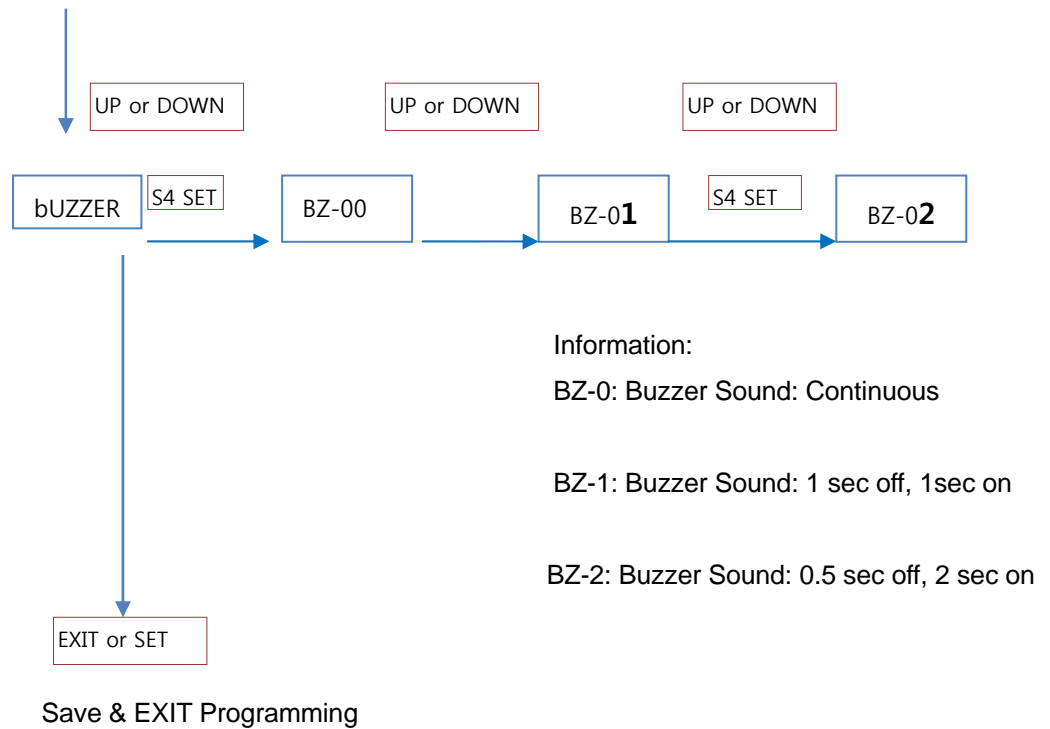 UP or DOWN
UP or DOWN
UP or DOWN
bUZZER
S4 SET
BZ-00
BZ-01
S4 SET
BZ-02
Information:
BZ-0: Buzzer Sound: Continuous
BZ-1: Buzzer Sound: 1 sec off, 1sec on
BZ-2: Buzzer Sound: 0.5 sec off, 2 sec on
EXIT or SET
Save & EXIT Programming